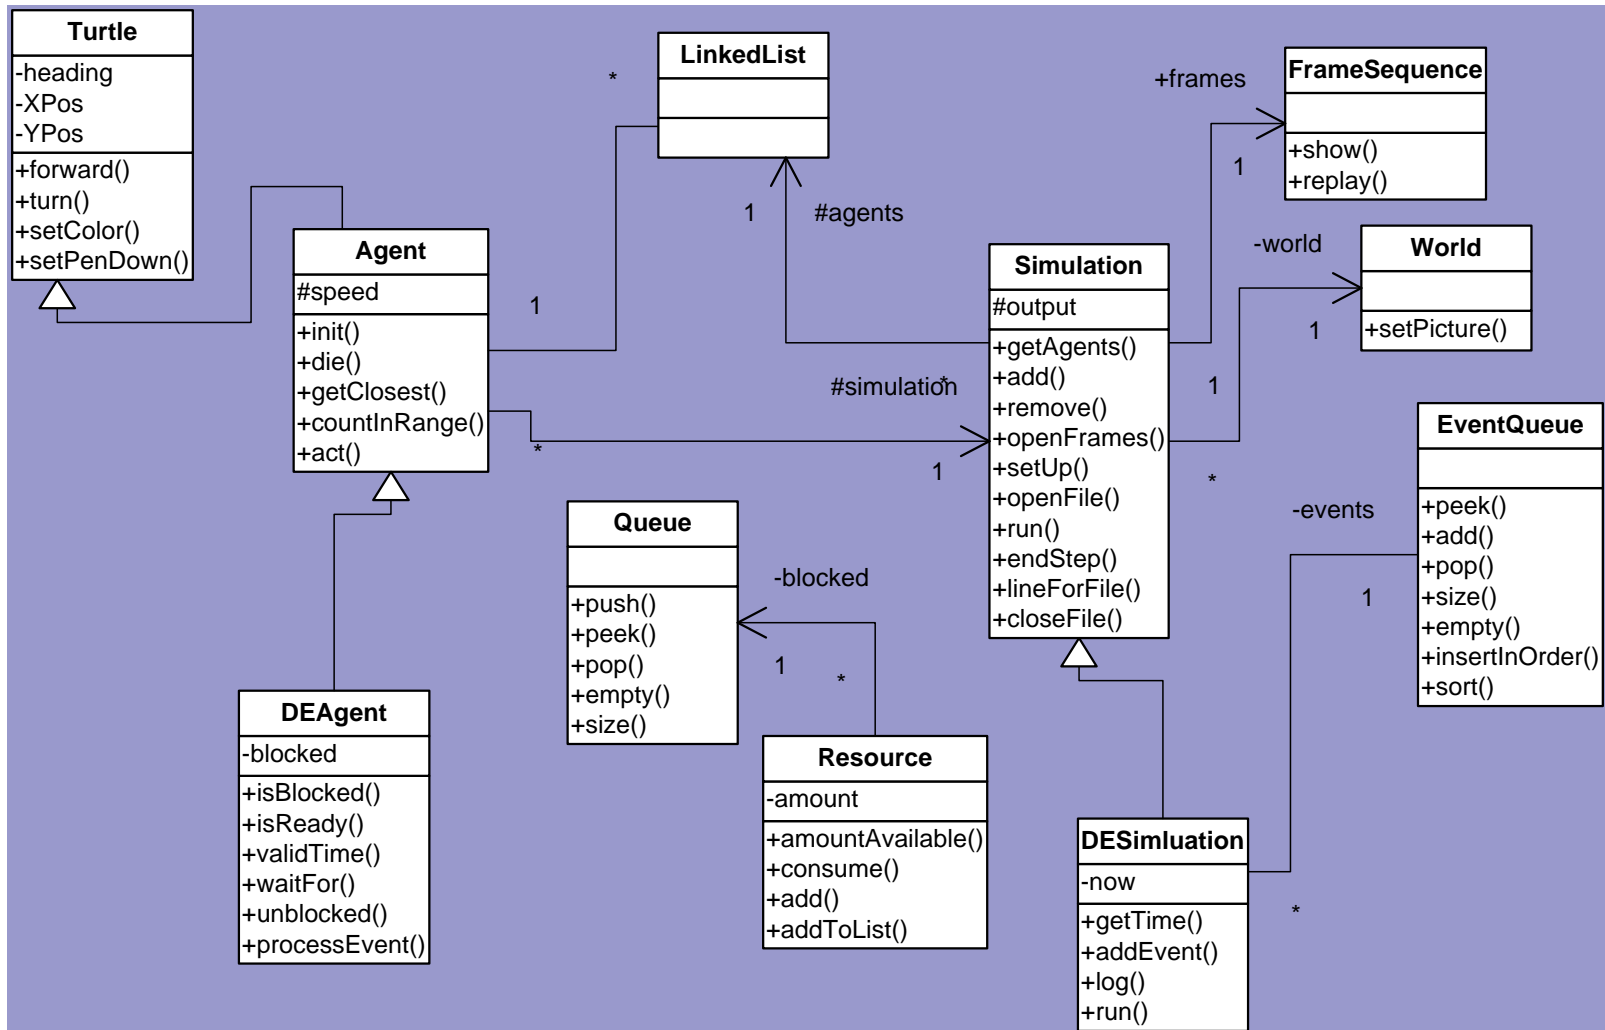 Turtle
-heading
-XPos
-YPos
+forward()
+turn()
+setColor()
+setPenDown()
LinkedList
*
1
#agents
1
FrameSequence
+show()
+replay()
+frames
1
Agent
#speed
+init()
+die()
+getClosest()
+countInRange()
+act()
Simulation
#output
+getAgents()
+add()
+remove()
+openFrames()
+setUp()
+openFile()
+run()
+endStep()
+lineForFile()
+closeFile()
-world
1
World
+setPicture()
1
*
#simulation
*
*
1
EventQueue
+peek()
+add()
+pop()
+size()
+empty()
+insertInOrder()
+sort()
-events
1
*
Queue
+push()
+peek()
+pop()
+empty()
+size()
-blocked
1
*
DEAgent
-blocked
+isBlocked()
+isReady()
+validTime()
+waitFor()
+unblocked()
+processEvent()
Resource
-amount
+amountAvailable()
+consume()
+add()
+addToList()
DESimluation
-now
+getTime()
+addEvent()
+log()
+run()